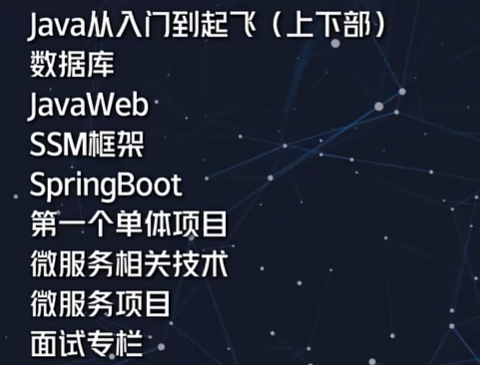 Java从入门到起飞（上下部）
数据库
JavaWeb
SSM框架
SpringBoot
第一个单体项目
微服务相关技术
微服务项目
面试专栏